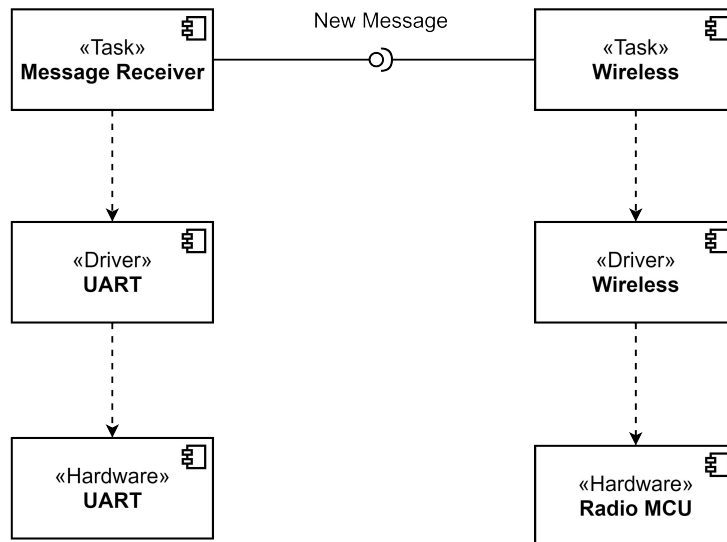 New Message
«Task»
Message Receiver
«Task»
Wireless
«Driver»
UART
«Driver»
Wireless
«Hardware»
UART
«Hardware»
Radio MCU